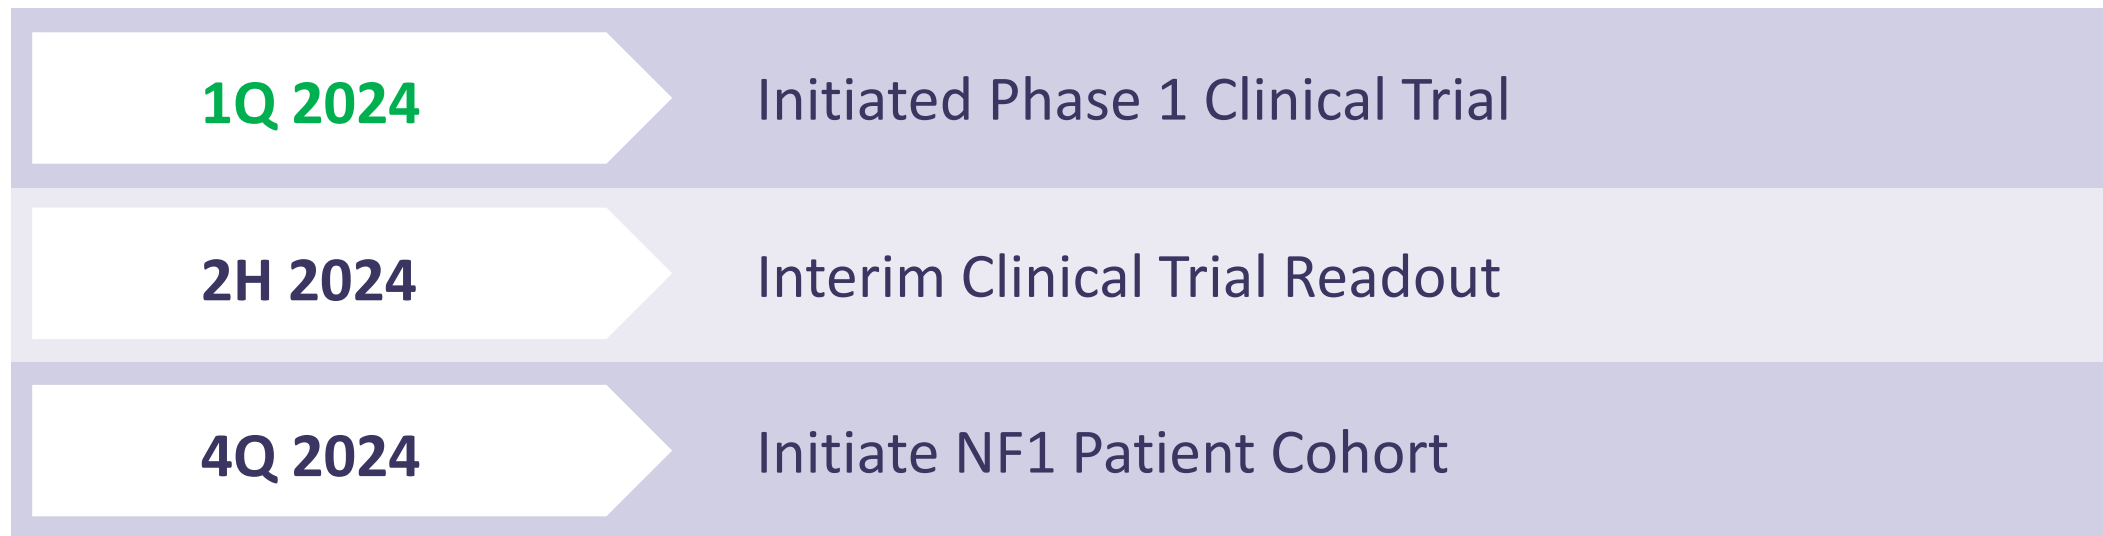 1Q 2024
Initiated Phase 1 Clinical Trial
2H 2024
Interim Clinical Trial Readout
4Q 2024
Initiate NF1 Patient Cohort